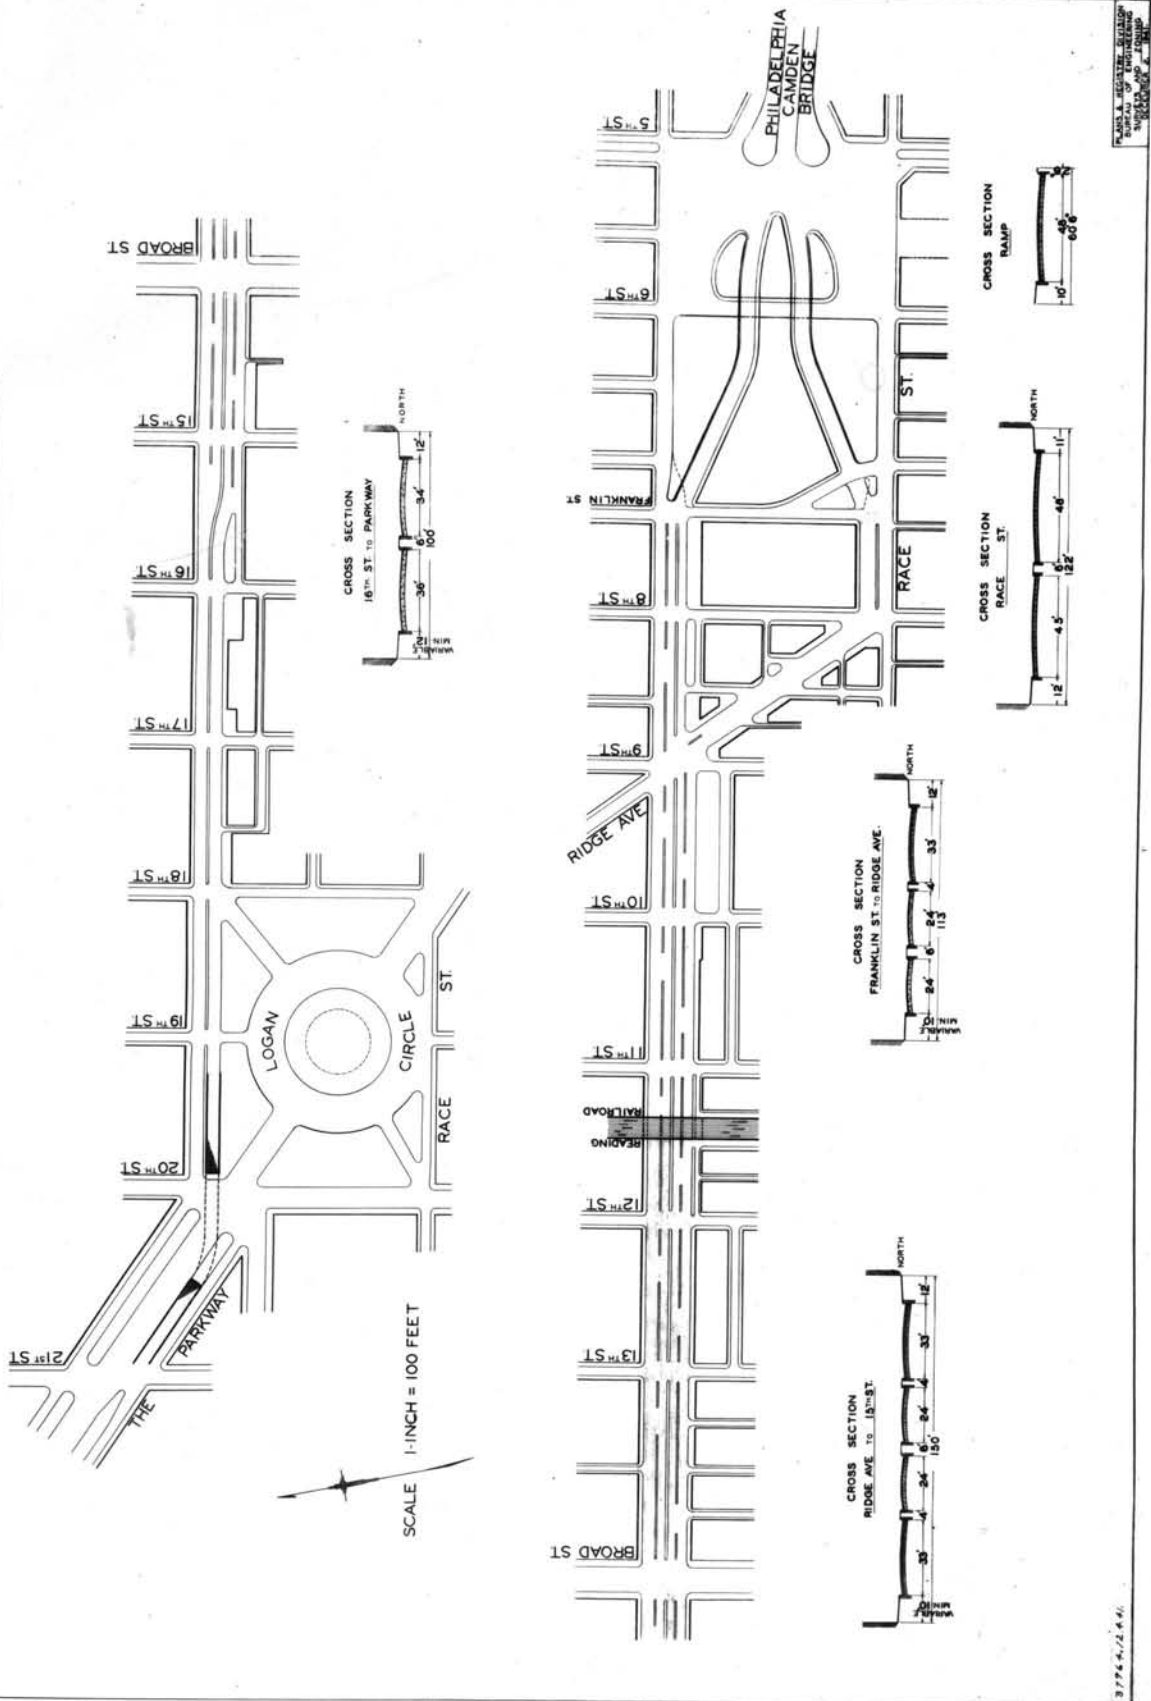 PLANS & REGISTRY DIVISION
BUREAU OF ENGINEERING
SURVEYS AND ZONING
DECEMBER 2, 1941.
BROAD ST.
15TH ST.
16TH ST.
17TH ST.
18TH ST.
19TH ST.
20TH ST.
21ST ST.
THE PARKWAY
LOGAN
CIRCLE
RACE ST.
CROSS SECTION
16TH ST. TO PARKWAY
NORTH
VARIABLE
MIN. 12'
36'
6'
34'
12'
100'
SCALE 1-INCH = 100 FEET
PHILADELPHIA
CAMDEN
BRIDGE
5TH ST.
6TH ST.
FRANKLIN ST.
8TH ST.
9TH ST.
RIDGE AVE.
10TH ST.
11TH ST.
READING RAILROAD
12TH ST.
13TH ST.
BROAD ST.
RACE ST.
CROSS SECTION
RIDGE AVE TO 15TH ST.
NORTH
VARIABLE
MIN. 10'
33'
4'
24'
6'
24'
4'
33'
12'
150'
CROSS SECTION
FRANKLIN ST. TO RIDGE AVE.
NORTH
VARIABLE
MIN. 10'
24'
6'
24'
4'
33'
12'
113'
CROSS SECTION
RACE ST.
NORTH
12'
45'
6'
48'
11'
122'
CROSS SECTION
RAMP
10'
48'
60'6"